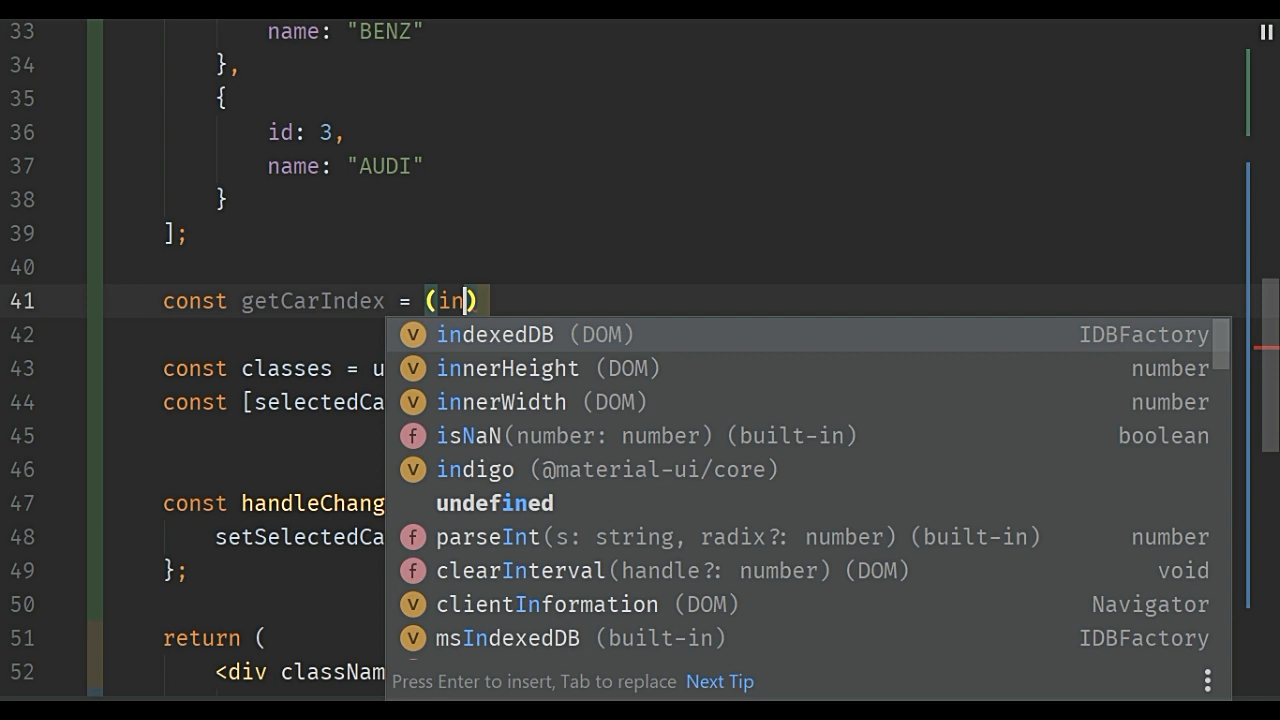 33 name: "BENZ"
34 },
35 {
36 id: 3,
37 name: "AUDI"
38 }
39 ];
40
41 const getCarIndex = (in)
42 indexedDB (DOM) IDBFactory
43 const classes = u innerHeight (DOM) number
44 const [selectedCa innerWidth (DOM) number
45 isNaN(number: number) (built-in) boolean
46 indigo (@material-ui/core)
47 const handleChang undefined
48 setSelectedCa parseInt(s: string, radix?: number) (built-in) number
49 }; clearInterval(handle?: number) (DOM) void
50 clientInformation (DOM) Navigator
51 return ( msIndexedDB (built-in) IDBFactory
52 <div classNam Press Enter to insert, Tab to replace Next Tip